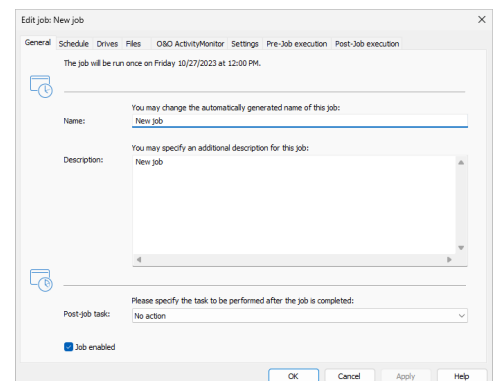 Edit job: New job
General Schedule Drives Files O&O ActivityMonitor Settings Pre-Job execution Post-Job execution
The job will be run once on Friday 10/27/2023 at 12:00 PM.
You may change the automatically generated name of this job:
Name: New job
You may specify an additional description for this job:
Description: New job
Please specify the task to be performed after the job is completed:
Post-job task: No action
Job enabled
OK Cancel Apply Help